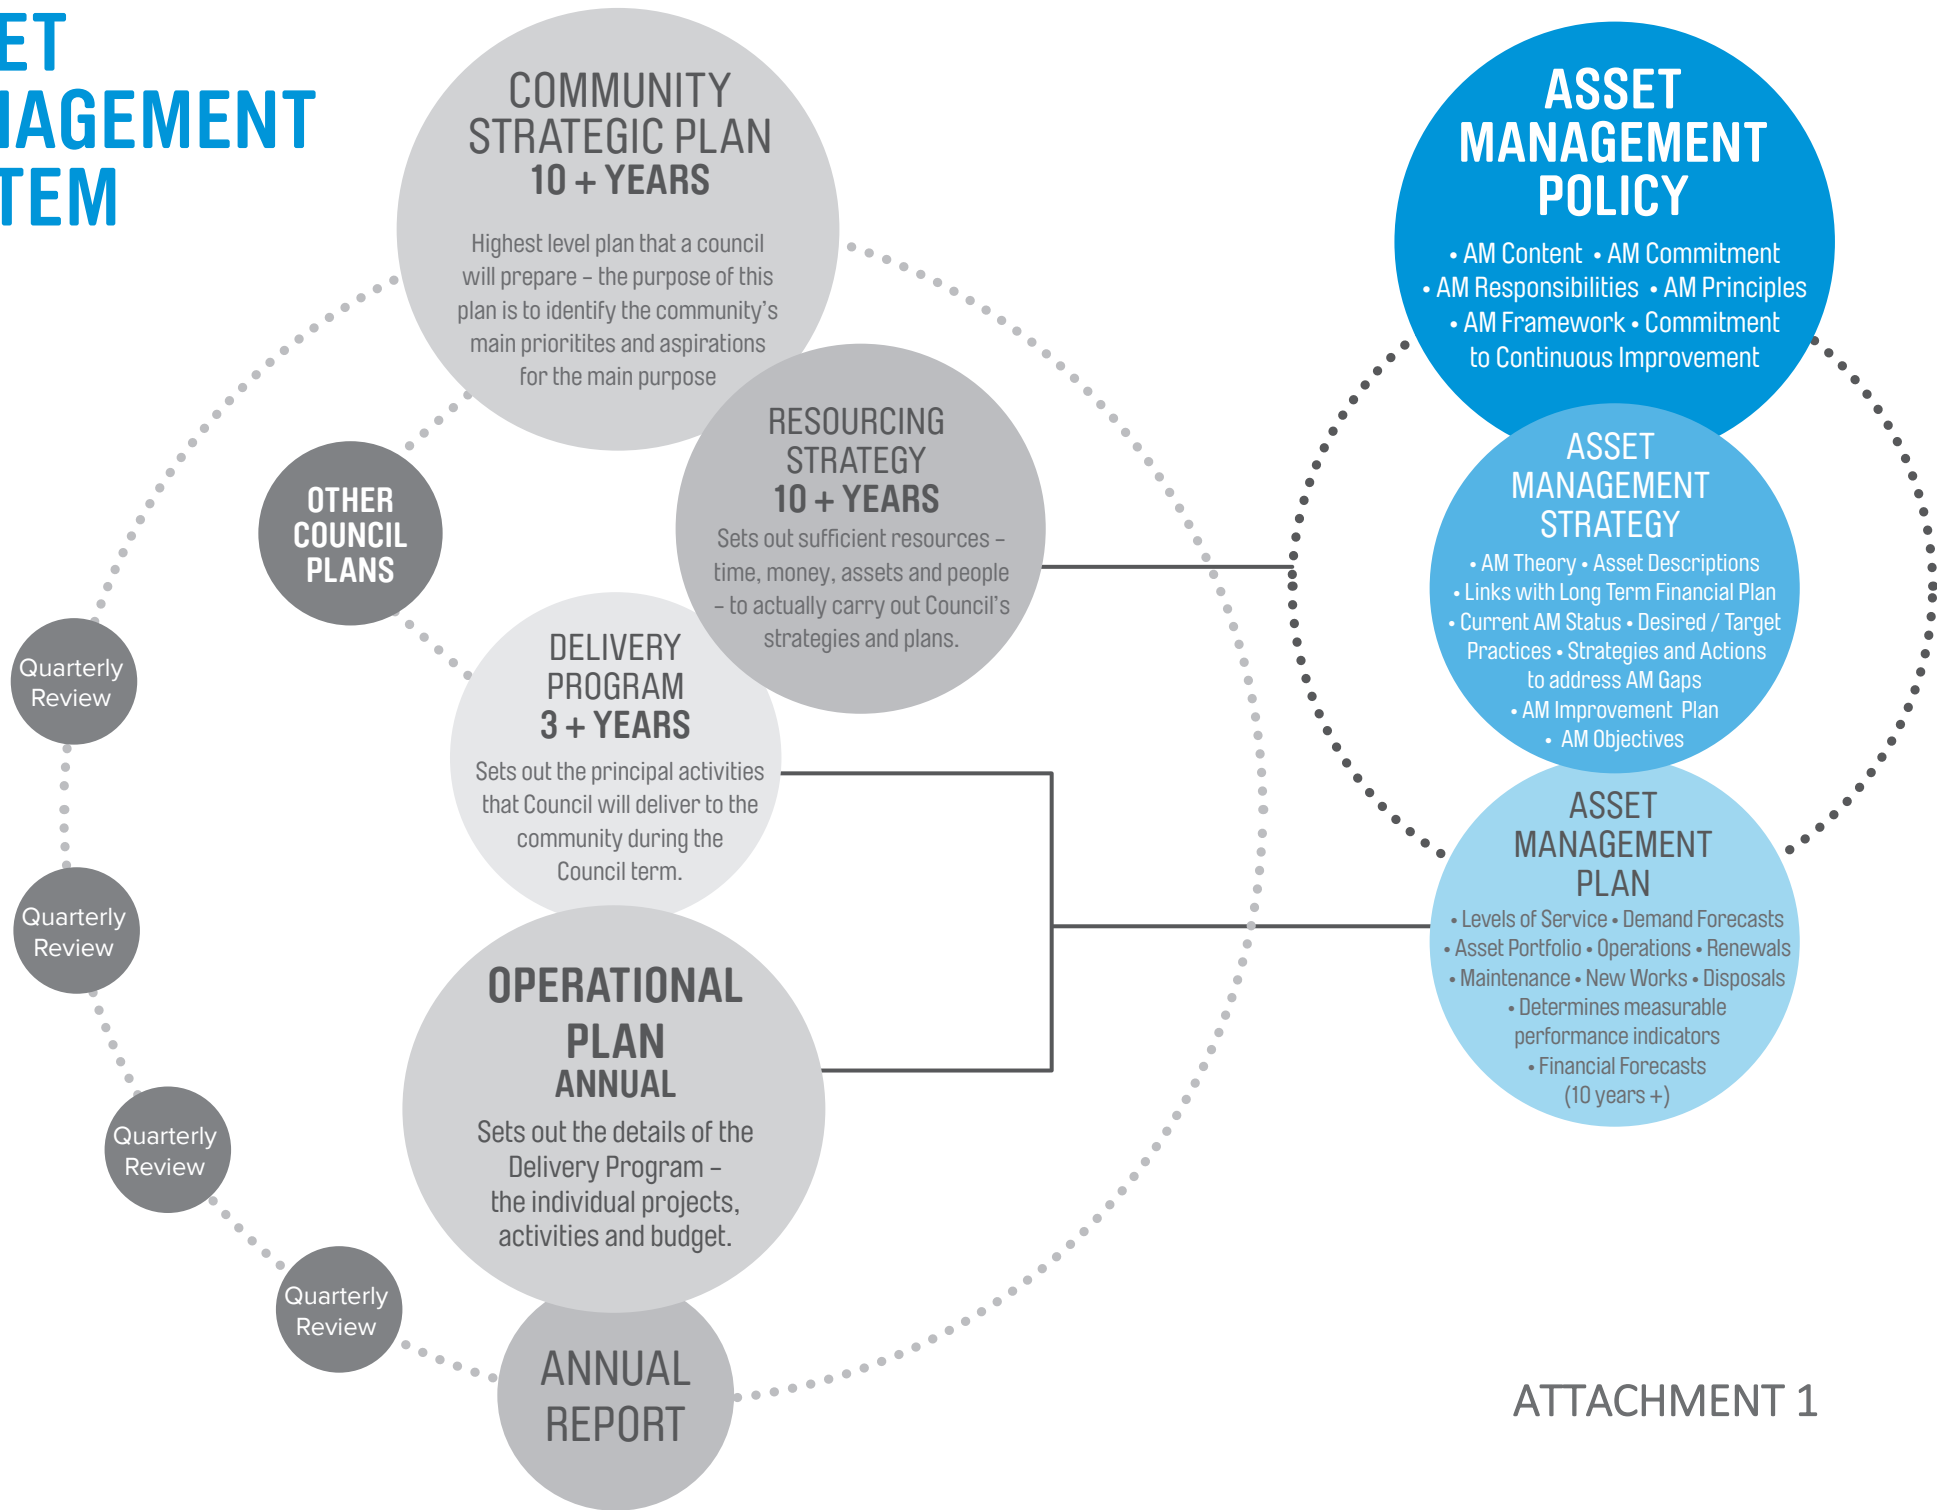 ET
NAGEMENT
TEM
COMMUNITY
STRATEGIC PLAN
10 + YEARS
Highest level plan that a council
will prepare – the purpose of this
plan is to identify the community's
main prioritites and aspirations
for the main purpose
RESOURCING
STRATEGY
10 + YEARS
Sets out sufficient resources –
time, money, assets and people
– to actually carry out Council's
strategies and plans.
OTHER
COUNCIL
PLANS
DELIVERY
PROGRAM
3 + YEARS
Sets out the principal activities
that Council will deliver to the
community during the
Council term.
OPERATIONAL
PLAN
ANNUAL
Sets out the details of the
Delivery Program –
the individual projects,
activities and budget.
ANNUAL
REPORT
Quarterly
Review
Quarterly
Review
Quarterly
Review
Quarterly
Review
ASSET
MANAGEMENT
POLICY
• AM Content • AM Commitment
• AM Responsibilities • AM Principles
• AM Framework • Commitment
to Continuous Improvement
ASSET
MANAGEMENT
STRATEGY
• AM Theory • Asset Descriptions
• Links with Long Term Financial Plan
• Current AM Status • Desired / Target
Practices • Strategies and Actions
to address AM Gaps
• AM Improvement Plan
• AM Objectives
ASSET
MANAGEMENT
PLAN
• Levels of Service • Demand Forecasts
• Asset Portfolio • Operations • Renewals
• Maintenance • New Works • Disposals
• Determines measurable
performance indicators
• Financial Forecasts
(10 years +)
ATTACHMENT 1